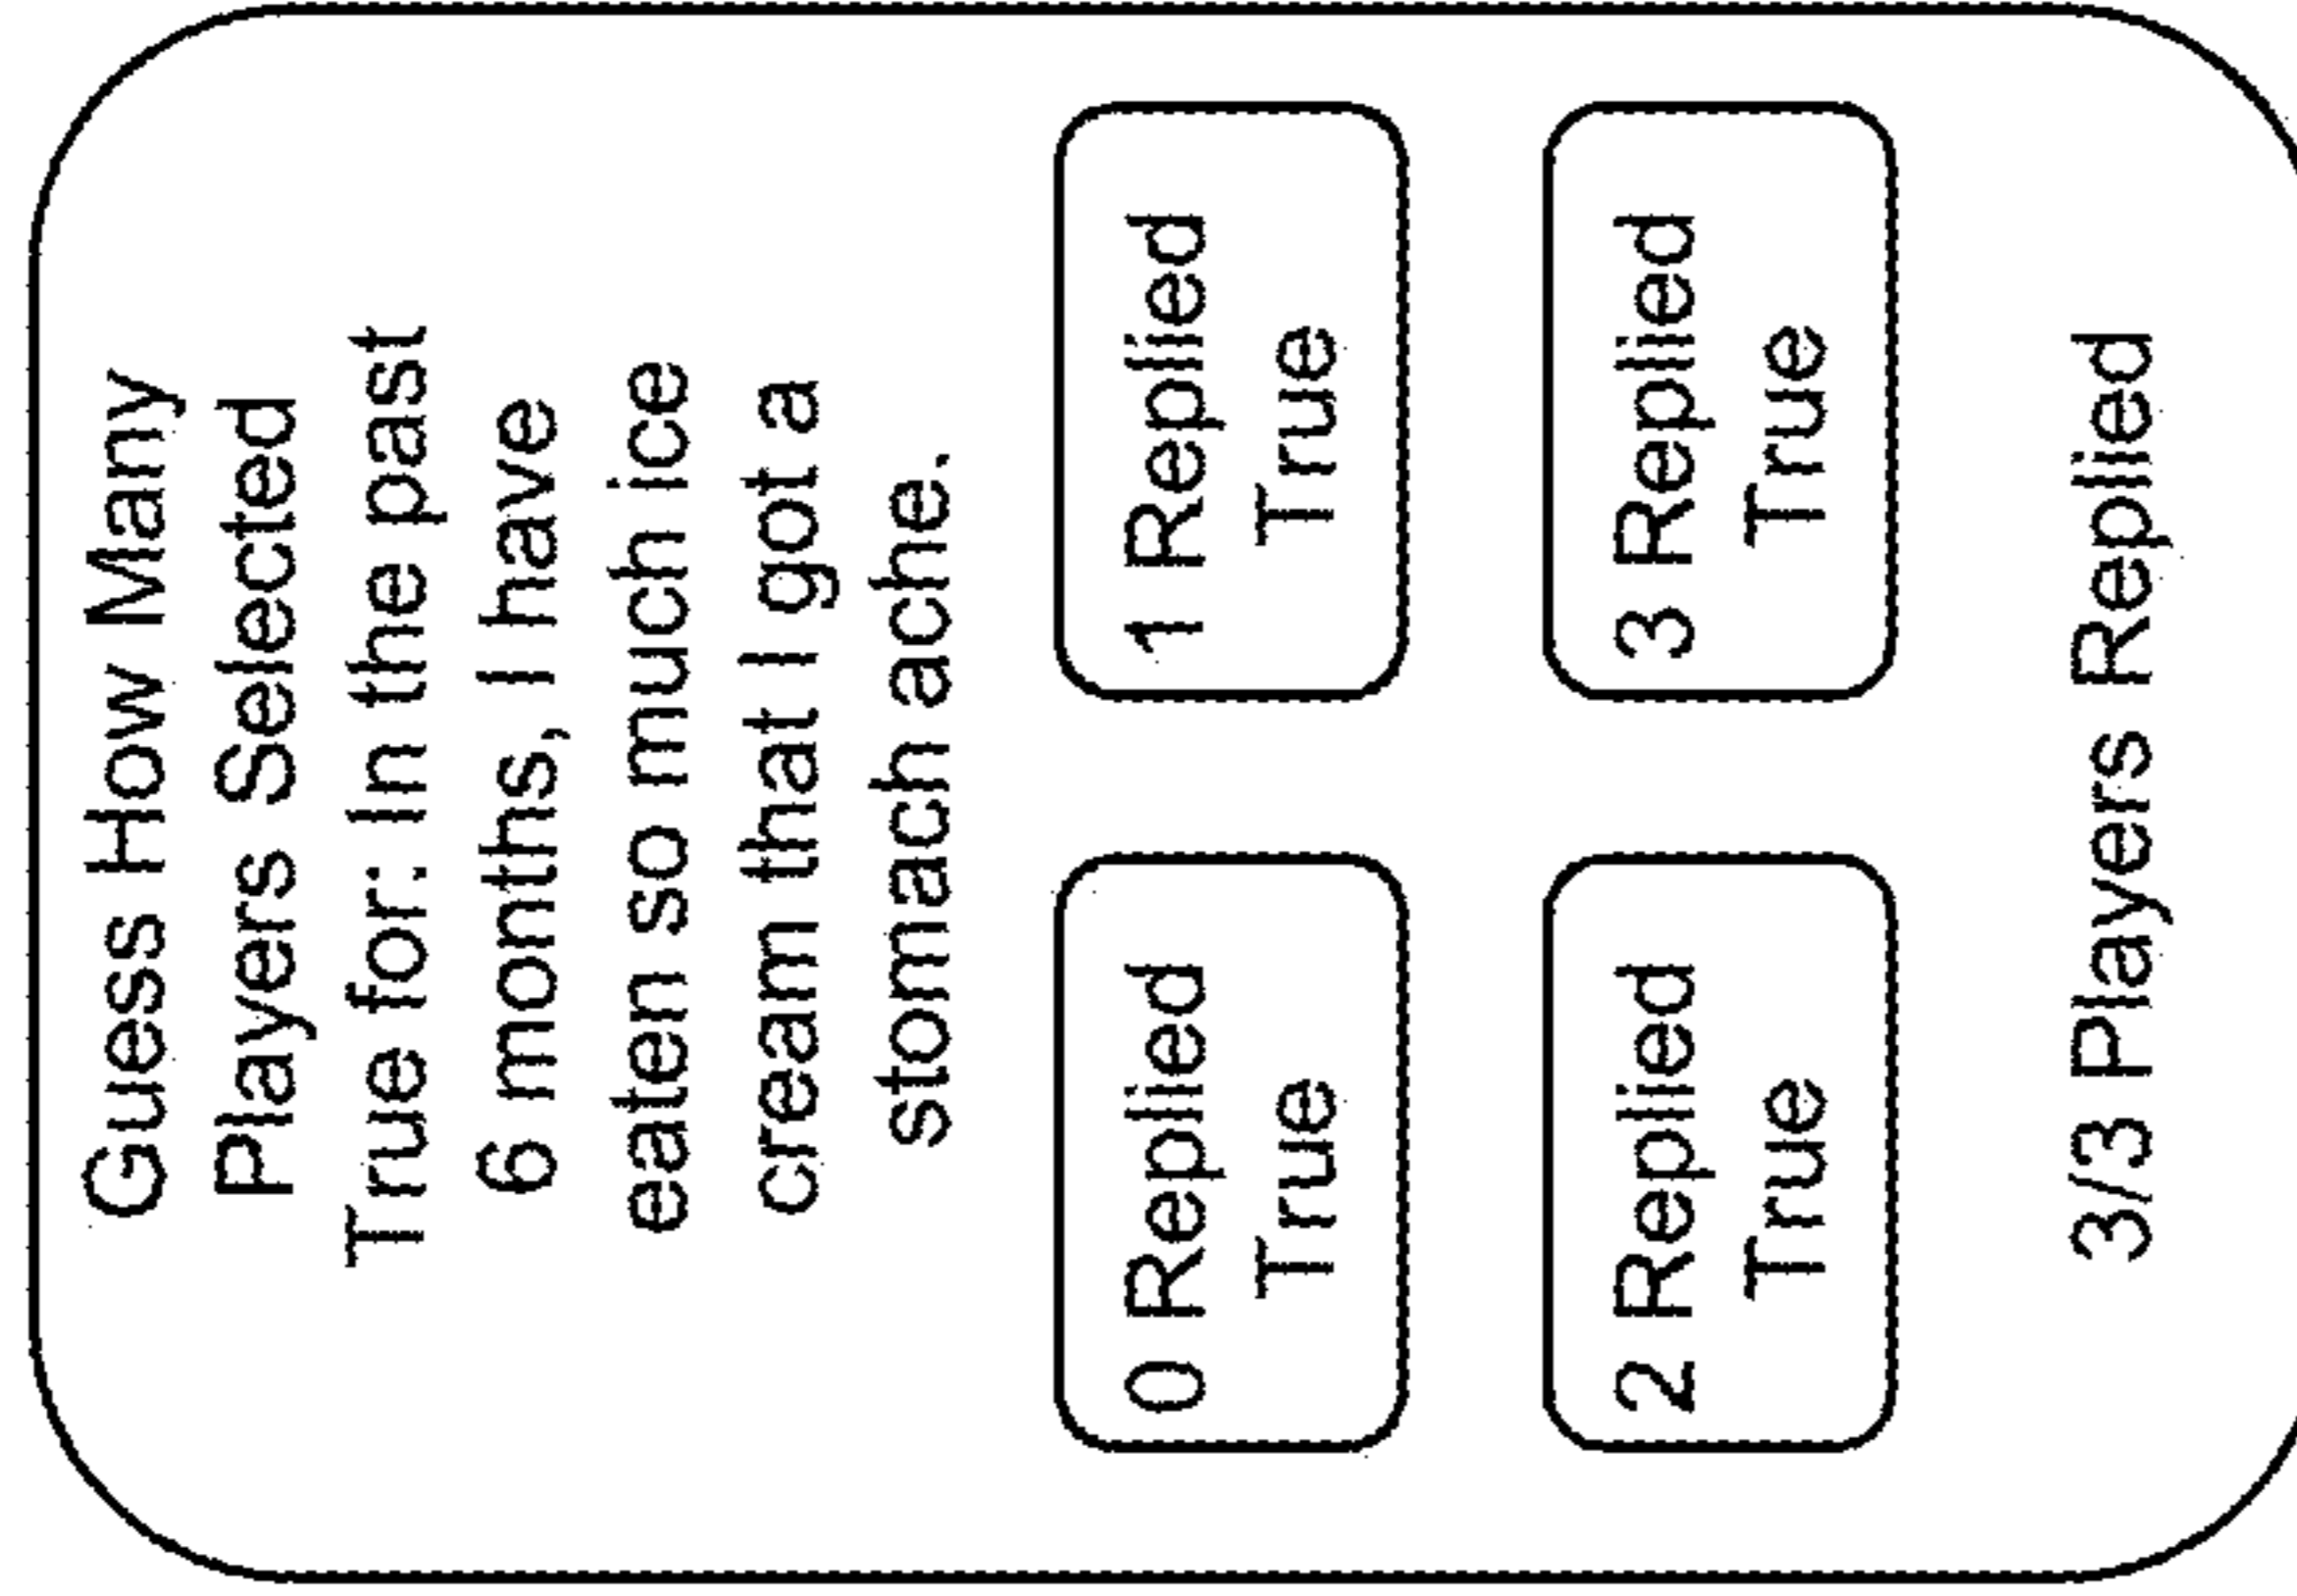 Guess How Many
Players Selected
True for: In the past
6 months, I have
eaten so much ice
cream that I got a
stomach ache.
0 Replied
True
1 Replied
True
2 Replied
True
3 Replied
True
3/3 Players Replied